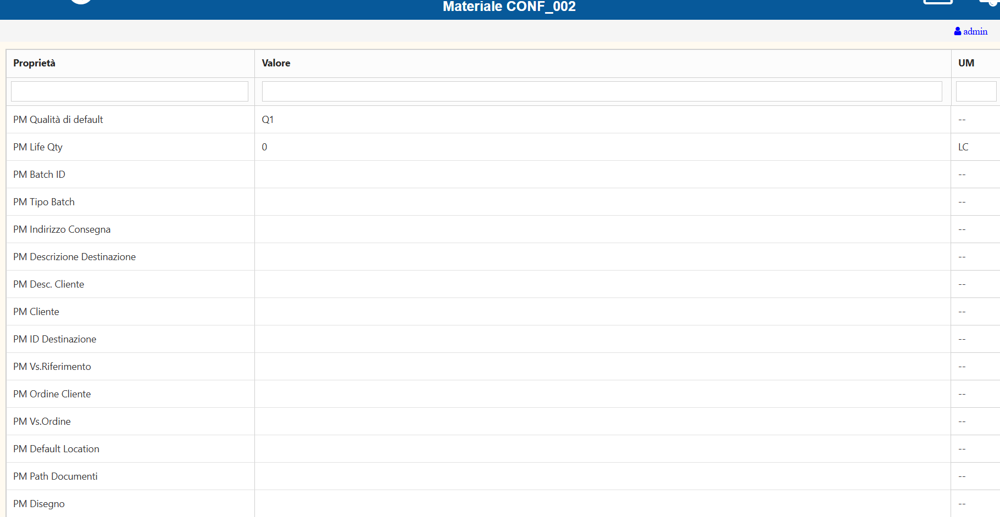 Materiale CONF_002
admin
Proprietà Valore UM
PM Qualità di default Q1 --
PM Life Qty 0 LC
PM Batch ID --
PM Tipo Batch --
PM Indirizzo Consegna --
PM Descrizione Destinazione --
PM Desc. Cliente --
PM Cliente --
PM ID Destinazione --
PM Vs.Riferimento --
PM Ordine Cliente --
PM Vs.Ordine --
PM Default Location --
PM Path Documenti --
PM Disegno --